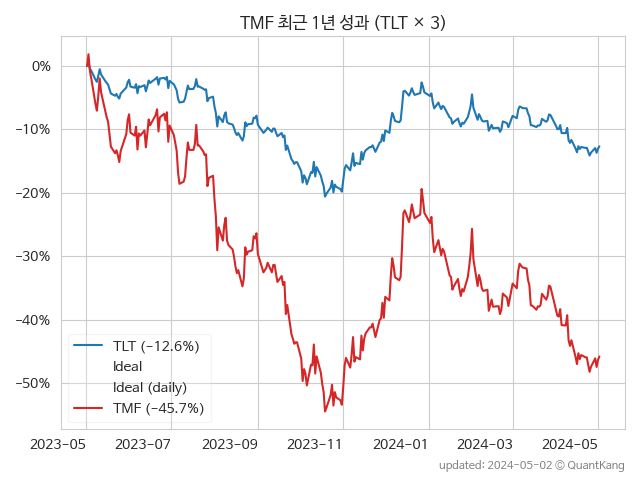 TMF 최근 1년 성과 (TLT × 3)
0%
−10%
−20%
−30%
−40%
−50%
TLT (−12.6%)
Ideal
Ideal (daily)
TMF (−45.7%)
2023-05
2023-07
2023-09
2023-11
2024-01
2024-03
2024-05
updated: 2024-05-02 © QuantKang